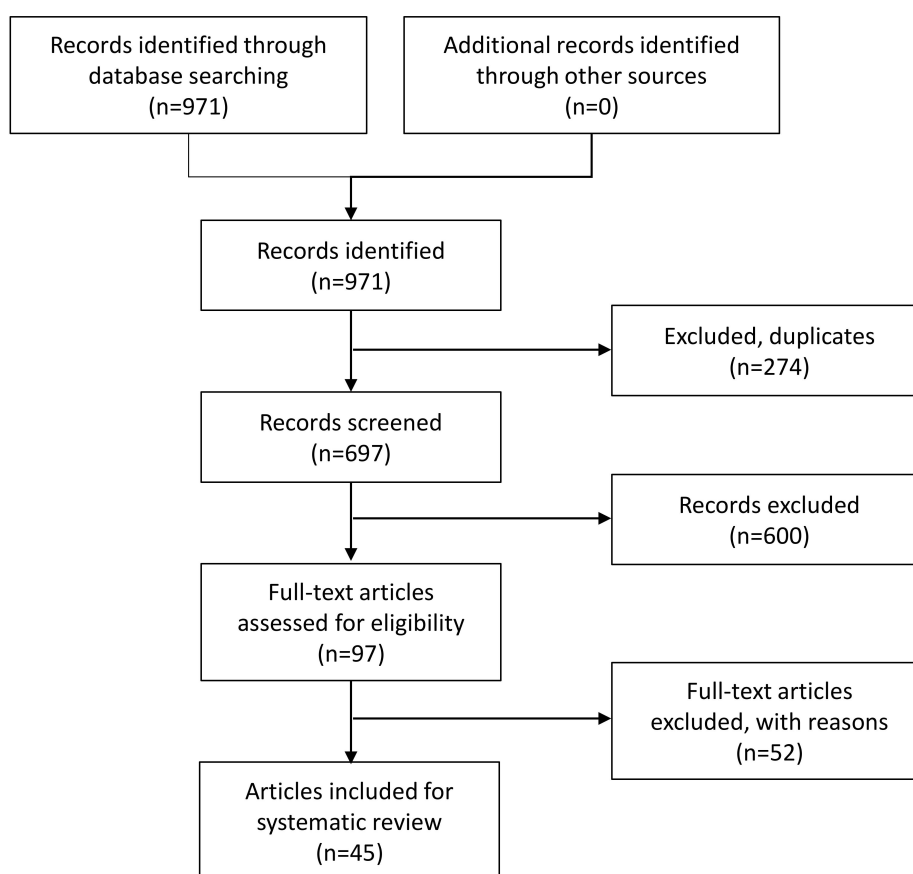 Records identified through
database searching
(n=971)
Additional records identified
through other sources
(n=0)
Records identified
(n=971)
Excluded, duplicates
(n=274)
Records screened
(n=697)
Records excluded
(n=600)
Full-text articles
assessed for eligibility
(n=97)
Full-text articles
excluded, with reasons
(n=52)
Articles included for
systematic review
(n=45)